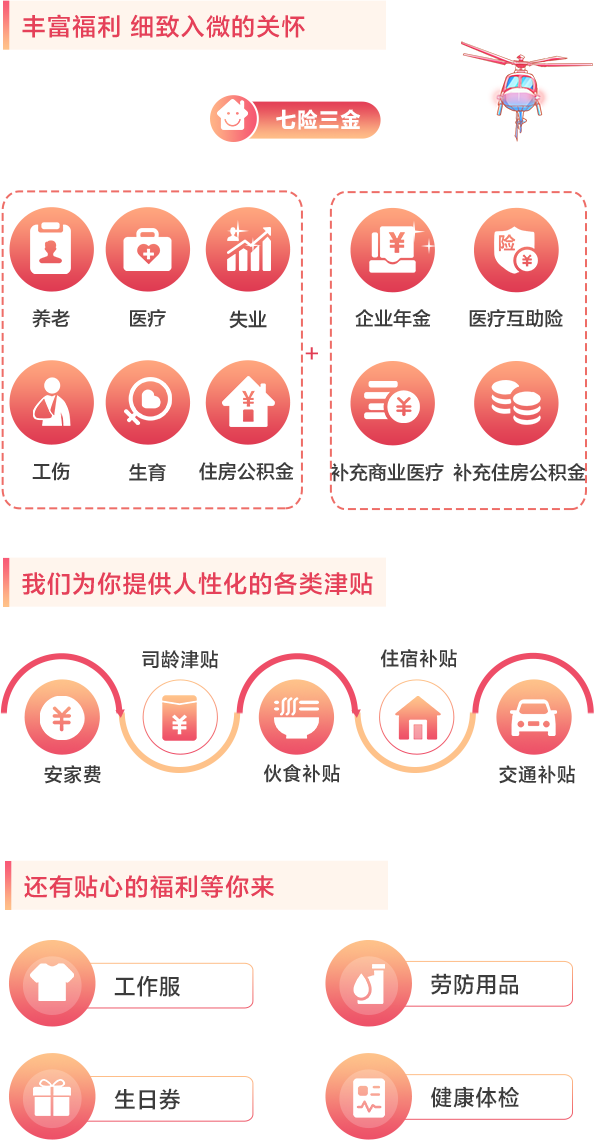 丰富福利 细致入微的关怀
七险三金
养老
医疗
失业
工伤
生育
住房公积金
+
¥
险
¥
企业年金
医疗互助险
¥
补充商业医疗
补充住房公积金
¥
我们为你提供人性化的各类津贴
司龄津贴
住宿补贴
¥
¥
安家费
伙食补贴
交通补贴
还有贴心的福利等你来
工作服
劳防用品
生日券
健康体检